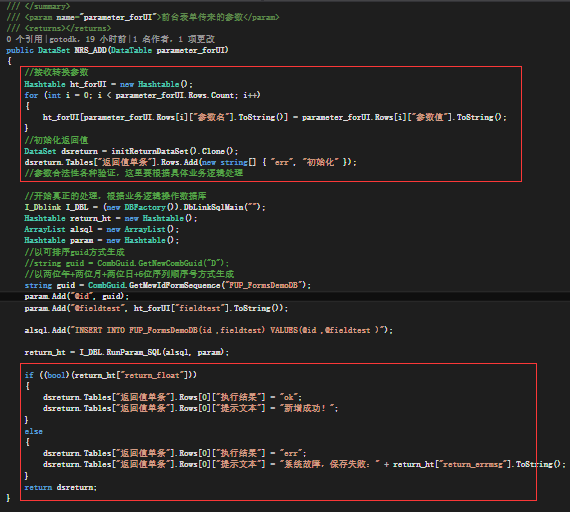 /// </summary>
/// <param name="parameter_forUI">前台表单传来的参数</param>
/// <returns></returns>
0 个引用|gotodk，19 小时前|1 名作者，1 项更改
public DataSet NRS_ADD(DataTable parameter_forUI)
{
//接收转换参数
Hashtable ht_forUI = new Hashtable();
for (int i = 0; i < parameter_forUI.Rows.Count; i++)
{
ht_forUI[parameter_forUI.Rows[i]["参数名"].ToString()] = parameter_forUI.Rows[i]["参数值"].ToString();
}
//初始化返回值
DataSet dsreturn = initReturnDataSet().Clone();
dsreturn.Tables["返回值单条"].Rows.Add(new string[] { "err", "初始化" });
//参数合法性各种验证，这里要根据具体业务逻辑处理
//开始真正的处理，根据业务逻辑操作数据库
I_Dblink I_DBL = (new DBFactory()).DbLinkSqlMain("");
Hashtable return_ht = new Hashtable();
ArrayList alsql = new ArrayList();
Hashtable param = new Hashtable();
//以可排序guid方式生成
//string guid = CombGuid.GetNewCombGuid("D");
//以两位年+两位月+两位日+6位序列顺序号方式生成
string guid = CombGuid.GetMewIdFormSequence("FUP_FormsDemoDB");
param.Add("@id", guid);
param.Add("@fieldtest", ht_forUI["fieldtest"].ToString());
alsql.Add("INSERT INTO FUP_FormsDemoDB(id ,fieldtest) VALUES(@id ,@fieldtest )");
return_ht = I_DBL.RunParam_SQL(alsql, param);
if ((bool)(return_ht["return_float"]))
{
dsreturn.Tables["返回值单条"].Rows[0]["执行结果"] = "ok";
dsreturn.Tables["返回值单条"].Rows[0]["提示文本"] = "新增成功！";
}
else
{
dsreturn.Tables["返回值单条"].Rows[0]["执行结果"] = "err";
dsreturn.Tables["返回值单条"].Rows[0]["提示文本"] = "系统故障，保存失败：" + return_ht["return_errmsg"].ToString();
}
return dsreturn;
}